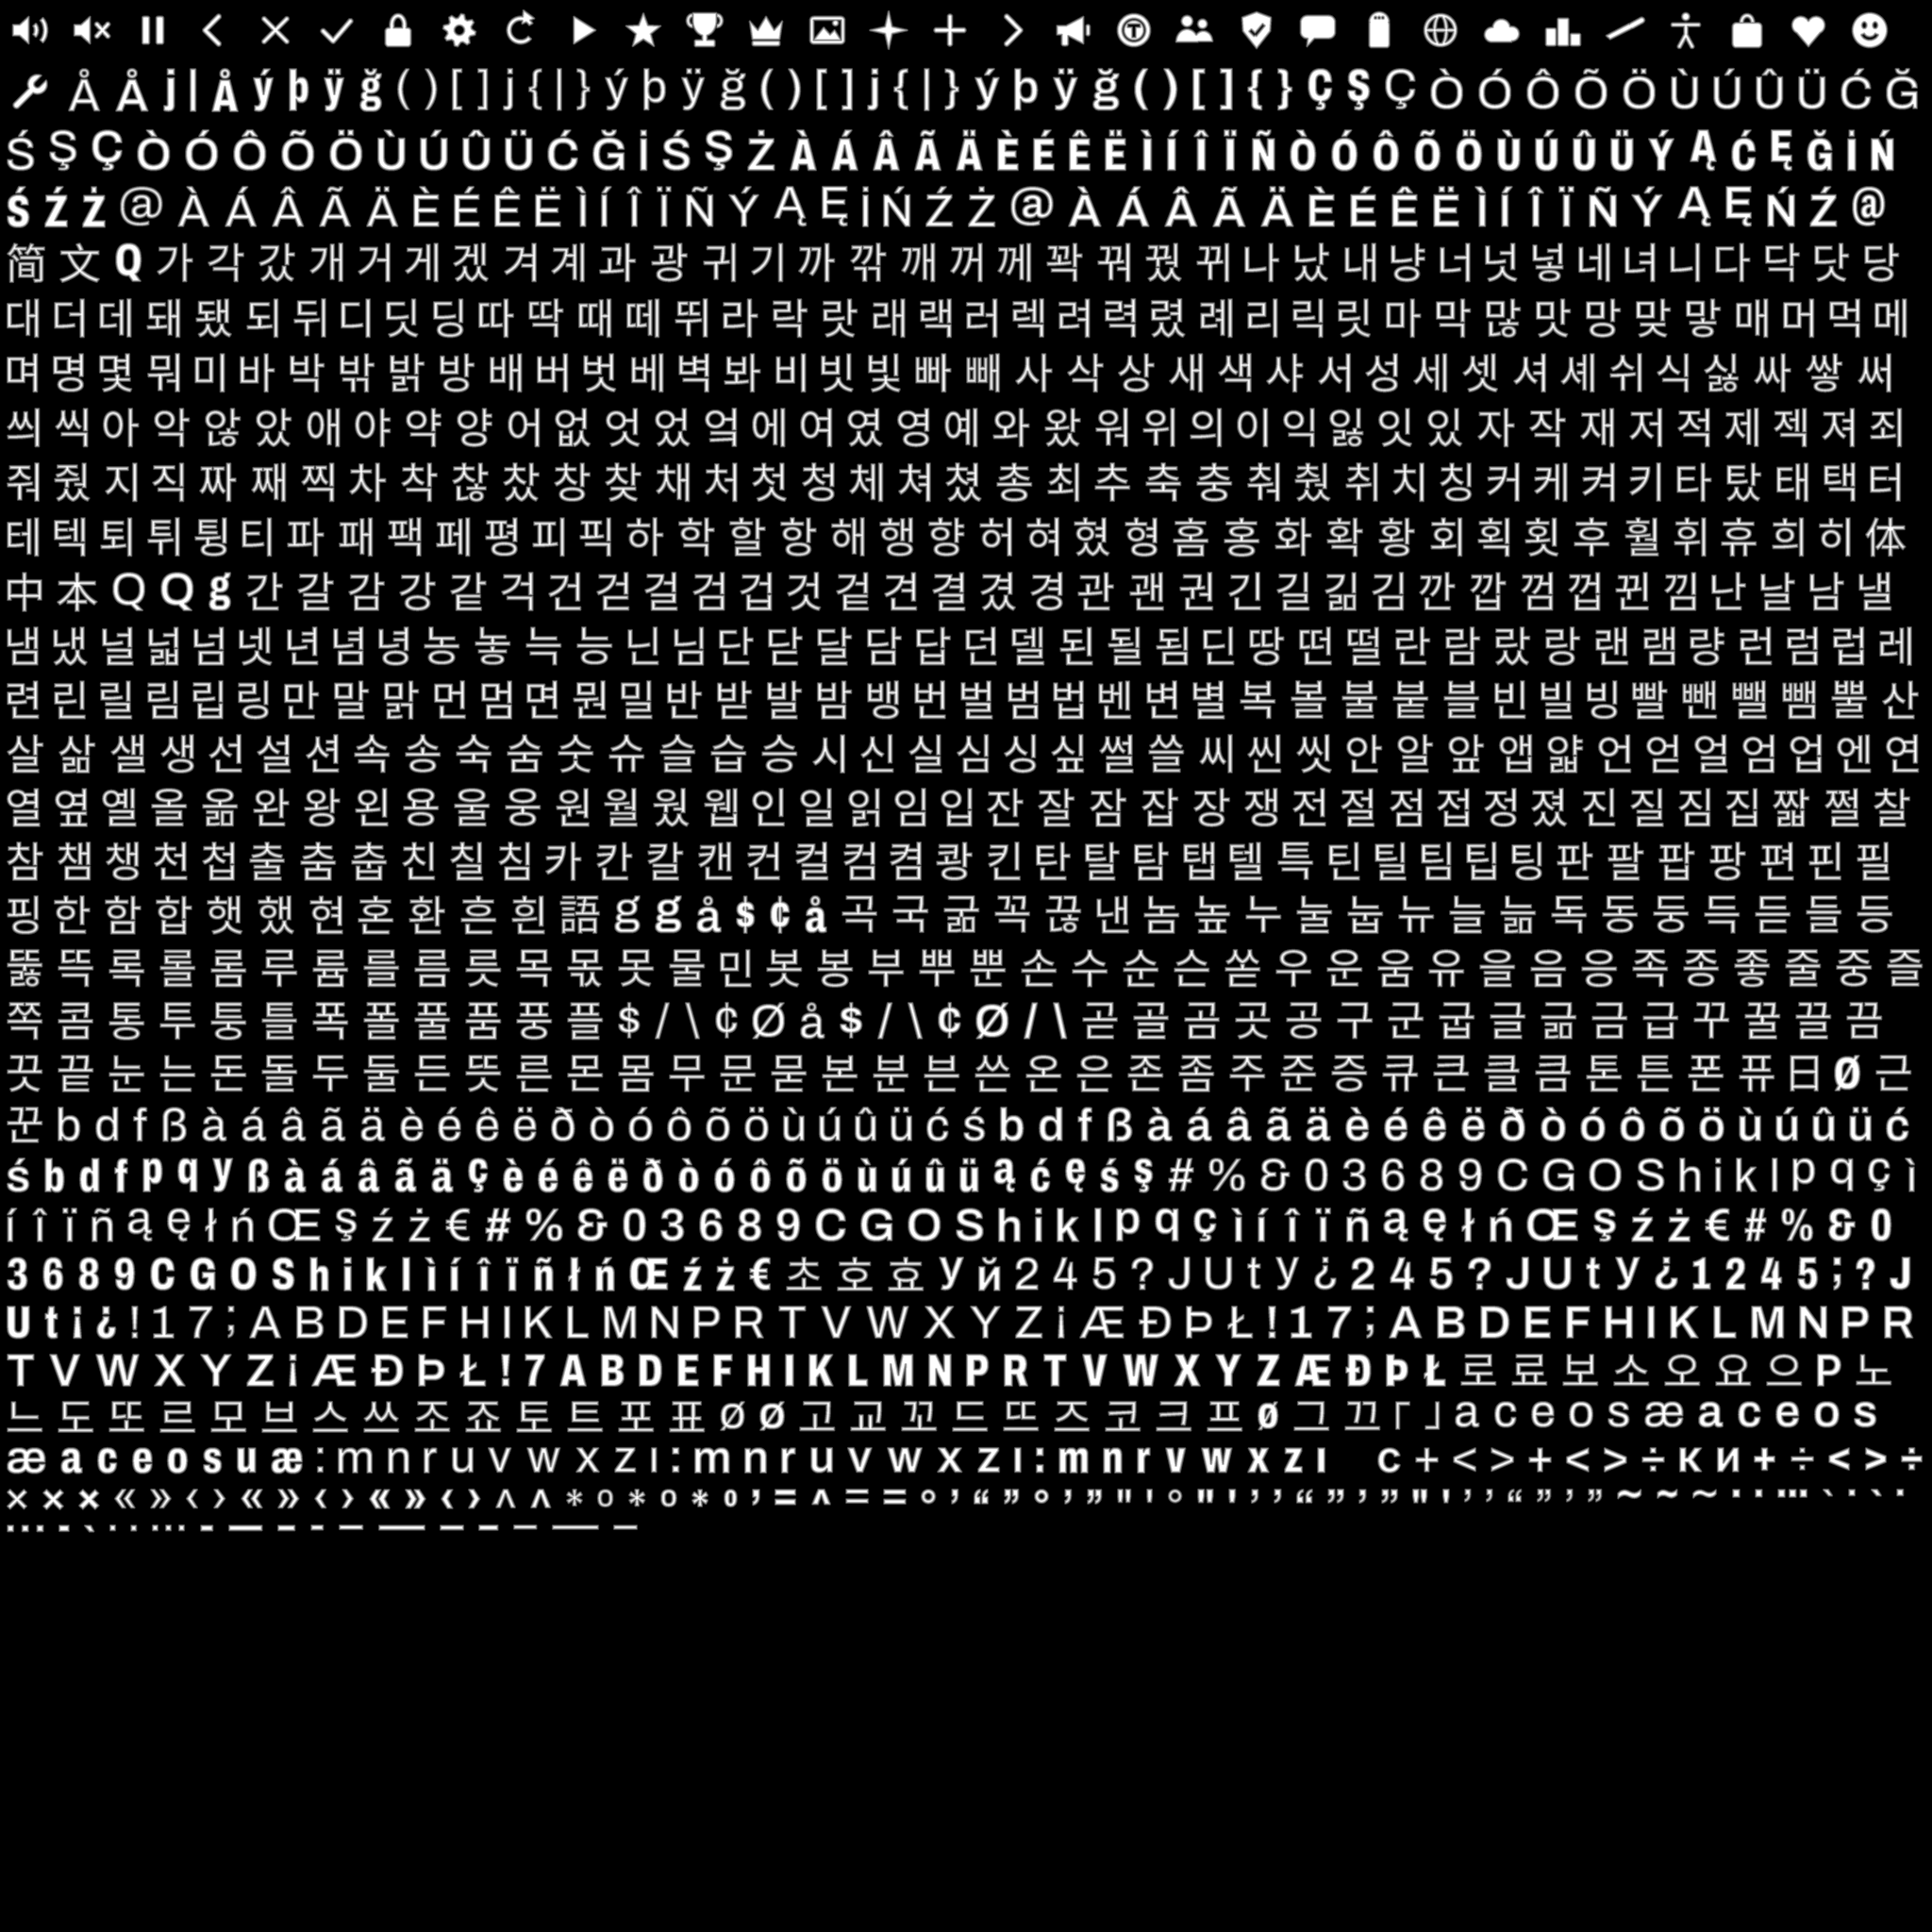 Å Å j | Å ý þ ÿ ğ ( ) [ ] j { | } ý þ ÿ ğ ( ) [ ] j { | } ý þ ÿ ğ ( ) [ ] { } Ç Ş Ç Ò Ó Ô Õ Ö Ù Ú Û Ü Ć Ğ
Ś Ş Ç Ò Ó Ô Õ Ö Ù Ú Û Ü Ć Ğ İ Ś Ş Ż À Á Â Ã Ä È É Ê Ë Ì Í Î Ï Ñ Ò Ó Ô Õ Ö Ù Ú Û Ü Ý Ą Ć Ę Ğ İ Ń
Ś Ź Ż @ À Á Â Ã Ä È É Ê Ë Ì Í Î Ï Ñ Ý Ą Ę İ Ń Ź Ż @ À Á Â Ã Ä È É Ê Ë Ì Í Î Ï Ñ Ý Ą Ę Ń Ź @
简 文 Q 가 각 갔 개 거 게 겠 겨 계 과 광 귀 기 까 깎 깨 꺼 께 꽉 꿔 꿨 뀌 나 났 내 냥 너 넛 넣 네 녀 니 다 닥 닷 당
대 더 데 돼 됐 되 뒤 디 딧 딩 따 딱 때 떼 뛰 라 락 랏 래 랙 러 렉 려 력 렸 례 리 릭 릿 마 막 많 맛 망 맞 맣 매 머 먹 메
며 명 몇 뭐 미 바 박 밖 밝 방 배 버 벗 베 벽 봐 비 빗 빛 빠 빼 사 삭 상 새 색 샤 서 성 세 셋 셔 셰 쉬 식 싫 싸 쌓 써
씌 씩 아 악 않 았 애 야 약 양 어 없 엇 었 엌 에 여 였 영 예 와 왔 워 위 의 이 익 잃 잇 있 자 작 재 저 적 제 젝 져 죄
줘 줬 지 직 짜 째 찍 차 착 찮 찼 창 찾 채 처 첫 청 체 쳐 쳤 총 최 추 축 충 춰 췄 취 치 칭 커 케 켜 키 타 탔 태 택 터
테 텍 퇴 튀 튕 티 파 패 팩 페 평 피 픽 하 학 할 항 해 행 향 허 혀 혔 형 홈 홍 화 확 황 회 획 횟 후 훨 휘 휴 희 히 体
中 本 Q Q g 간 갈 감 강 같 걱 건 걷 걸 검 겁 것 겉 견 결 겼 경 관 괜 권 긴 길 긺 김 깐 깝 껌 껍 뀐 낌 난 날 남 낼
냄 냈 널 넓 넘 넷 년 념 녕 농 놓 늑 능 닌 님 단 닫 달 담 답 던 델 된 될 됨 딘 땅 떤 떨 란 람 랐 랑 랜 램 량 런 럼 럽 레
련 린 릴 림 립 링 만 말 맑 먼 멈 면 뭔 밀 반 받 발 밤 뱅 번 벌 범 법 벤 변 별 복 볼 불 붙 블 빈 빌 빙 빨 뺀 뺄 뺌 뿔 산
살 삶 샐 생 선 설 션 속 송 숙 숨 숫 슈 슬 습 승 시 신 실 심 싱 싶 썰 쓸 씨 씬 씻 안 알 앞 앱 얇 언 얻 얼 엄 업 엔 연
열 옆 옐 올 옮 완 왕 왼 용 울 웅 원 월 웠 웹 인 일 읽 임 입 잔 잘 잠 잡 장 쟁 전 절 점 접 정 졌 진 질 짐 집 짧 쩔 찰
참 챔 챙 천 첩 출 춤 춥 친 칠 침 카 칸 칼 캔 컨 컬 컴 켬 쾅 킨 탄 탈 탐 탭 텔 특 틴 틸 팀 팁 팅 판 팔 팝 팡 편 핀 필
핑 한 함 합 햇 했 현 혼 환 흔 흰 語 g g å $ ¢ å 곡 국 굶 꼭 끊 낸 놈 높 누 눌 눕 뉴 늘 늚 독 동 둥 득 듣 들 등
뚫 뜩 록 롤 롬 루 륨 를 름 릇 목 몫 못 물 민 봇 봉 부 뿌 뿐 손 수 순 슨 쏟 우 운 움 유 을 음 응 족 종 좋 줄 중 즐
쪽 콤 통 투 퉁 틀 폭 폴 풀 품 풍 플 $ / \ ¢ Ø å $ / \ ¢ Ø / \ 곧 골 곰 곳 공 구 군 굽 글 긂 금 급 꾸 꿀 끌 끔
끗 끝 눈 는 돈 돌 두 둘 든 뜻 른 몬 몸 무 문 묻 본 분 븐 쓴 온 은 존 좀 주 준 증 큐 큰 클 큼 톤 튼 폰 퓨 日 Ø 근
꾼 b d f ß à á â ã ä è é ê ë ð ò ó ô õ ö ù ú û ü ć ś b d f ß à á â ã ä è é ê ë ð ò ó ô õ ö ù ú û ü ć
ś b d f p q y ß à á â ã ä ç è é ê ë ð ò ó ô õ ö ù ú û ü ą ć ę ś ş # % & 0 3 6 8 9 C G O S h i k l p q ç ì
í î ï ñ ą ę ł ń Œ ş ź ż € # % & 0 3 6 8 9 C G O S h i k l p q ç ì í î ï ñ ą ę ł ń Œ ş ź ż € # % & 0
3 6 8 9 C G O S h i k l ì í î ï ñ ł ń Œ ź ż € 초 호 효 У й 2 4 5 ? J U t y ¿ 2 4 5 ? J U t y ¿ 1 2 4 5 ; ? J
U t ¡ ¿ ! 1 7 ; A B D E F H I K L M N P R T V W X Y Z ¡ Æ Ð Þ Ł ! 1 7 ; A B D E F H I K L M N P R
T V W X Y Z ¡ Æ Ð Þ Ł ! 7 A B D E F H I K L M N P R T V W X Y Z Æ Ð Þ Ł 로 료 보 소 오 요 으 Р 노
느 도 또 르 모 브 스 쓰 조 죠 토 트 포 표 ø ø 고 교 꼬 드 뜨 즈 코 크 프 ø 그 끄 「 」 a c e o s æ a c e o s
æ a c e o s u æ : m n r u v w x z ı : m n r u v w x z ı : m n r v w x z ı с + < > + < > ÷ к и + ÷ < > ÷
× × × « » ‹ › « » ‹ › « » ‹ › ^ ^ * º * º * º ’ = ^ = = ° ’ “ ” ° ’ ” " ' ° " ' ’ ’ “ ” ’ ” " ' ’ ’ “ ” ’ ” ~ ~ ~